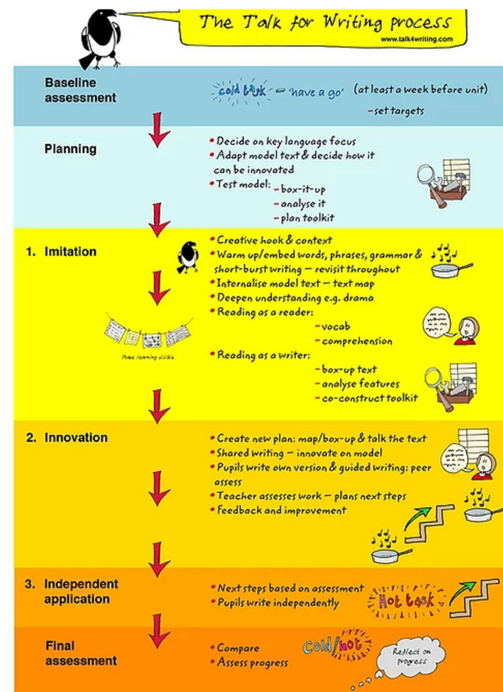 The Talk for Writing process
www.talk4writing.com
Baseline
assessment
cold task – 'have a go' (at least a week before unit)
– set targets
Planning
• Decide on key language focus
• Adapt model text & decide how it
can be innovated
• Test model: – box-it-up
– analyse it
– plan toolkit
1. Imitation
• Creative hook & context
• Warm up/embed words, phrases, grammar &
short-burst writing – revisit throughout
• Internalise model text – text map
• Deepen understanding e.g. drama
• Reading as a reader:
– vocab
– comprehension
• Reading as a writer:
– box-up text
– analyse features
– co-construct toolkit
Make learning visible
2. Innovation
• Create new plan: map/box-up & talk the text
• Shared writing – innovate on model
• Pupils write own version & guided writing: peer
assess
• Teacher assesses work – plans next steps
• Feedback and improvement
3. Independent
application
• Next steps based on assessment
• Pupils write independently
Hot task
Final
assessment
• Compare
• Assess progress
Cold/hot
Reflect on
progress